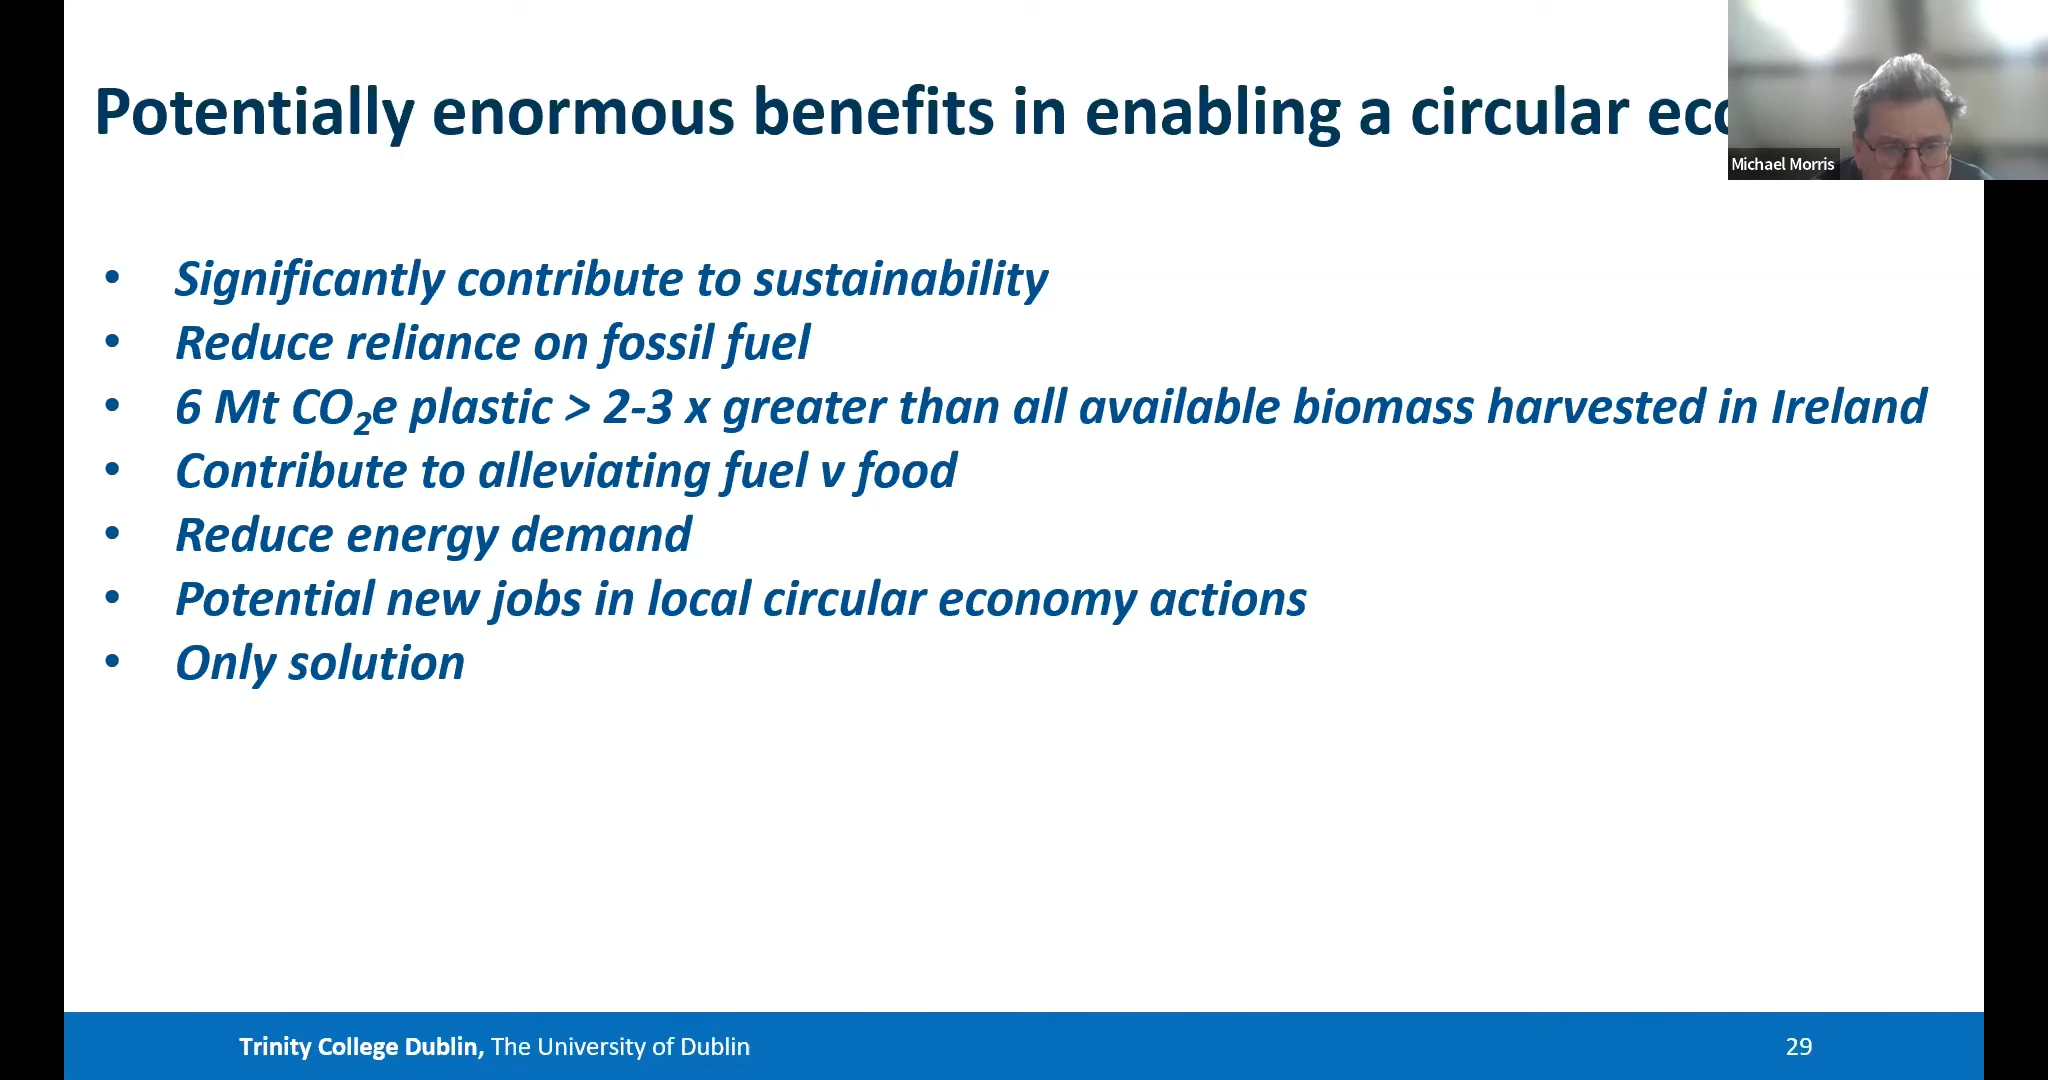 Potentially enormous benefits in enabling a circular
Michael Morris
• Significantly contribute to sustainability
• Reduce reliance on fossil fuel
• 6 Mt CO₂e plastic > 2-3 x greater than all available biomass harvested in Ireland
• Contribute to alleviating fuel v food
• Reduce energy demand
• Potential new jobs in local circular economy actions
• Only solution
Trinity College Dublin, The University of Dublin
29